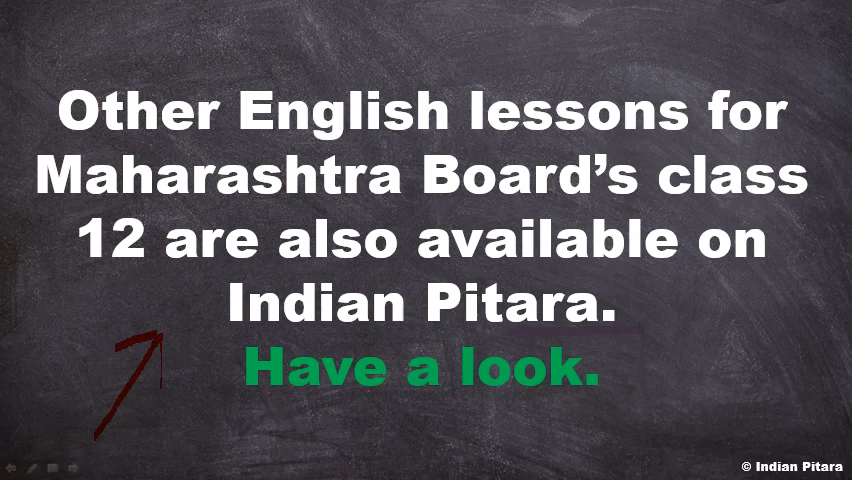 Other English lessons for
Maharashtra Board’s class
12 are also available on
Indian Pitara.
Have a look.
© Indian Pitara